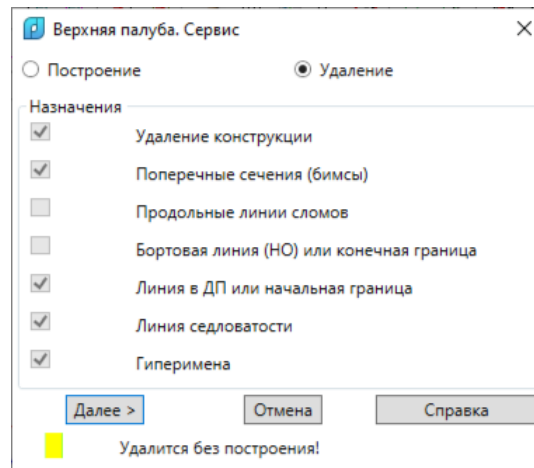 Верхняя палуба. Сервис
Построение Удаление
Назначения
Удаление конструкции
Поперечные сечения (бимсы)
Продольные линии сломов
Бортовая линия (НО) или конечная граница
Линия в ДП или начальная граница
Линия седловатости
Гиперимена
Далее > Отмена Справка
Удалится без построения!